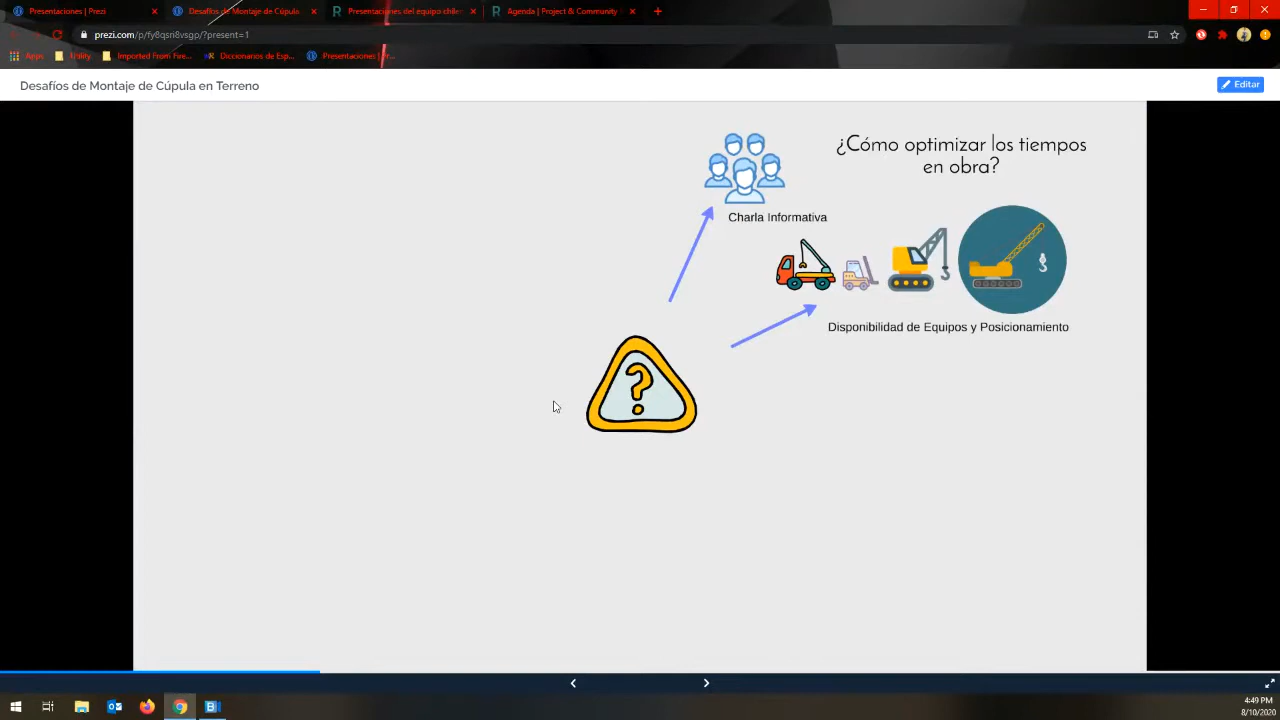 Presentaciones | Prezi
Desafíos de Montaje de Cúpula
Presentaciones del equipo chile
Agenda | Project & Community
prezi.com/p/fy8qsn8vsgp/?present=1
Apps
Utility
Imported From Fire...
Diccionarios de Esp...
Presentaciones |
Desafíos de Montaje de Cúpula en Terreno
Editar
¿Cómo optimizar los tiempos
en obra?
Charla Informativa
Disponibilidad de Equipos y Posicionamiento
?
4:49 PM
8/10/2020